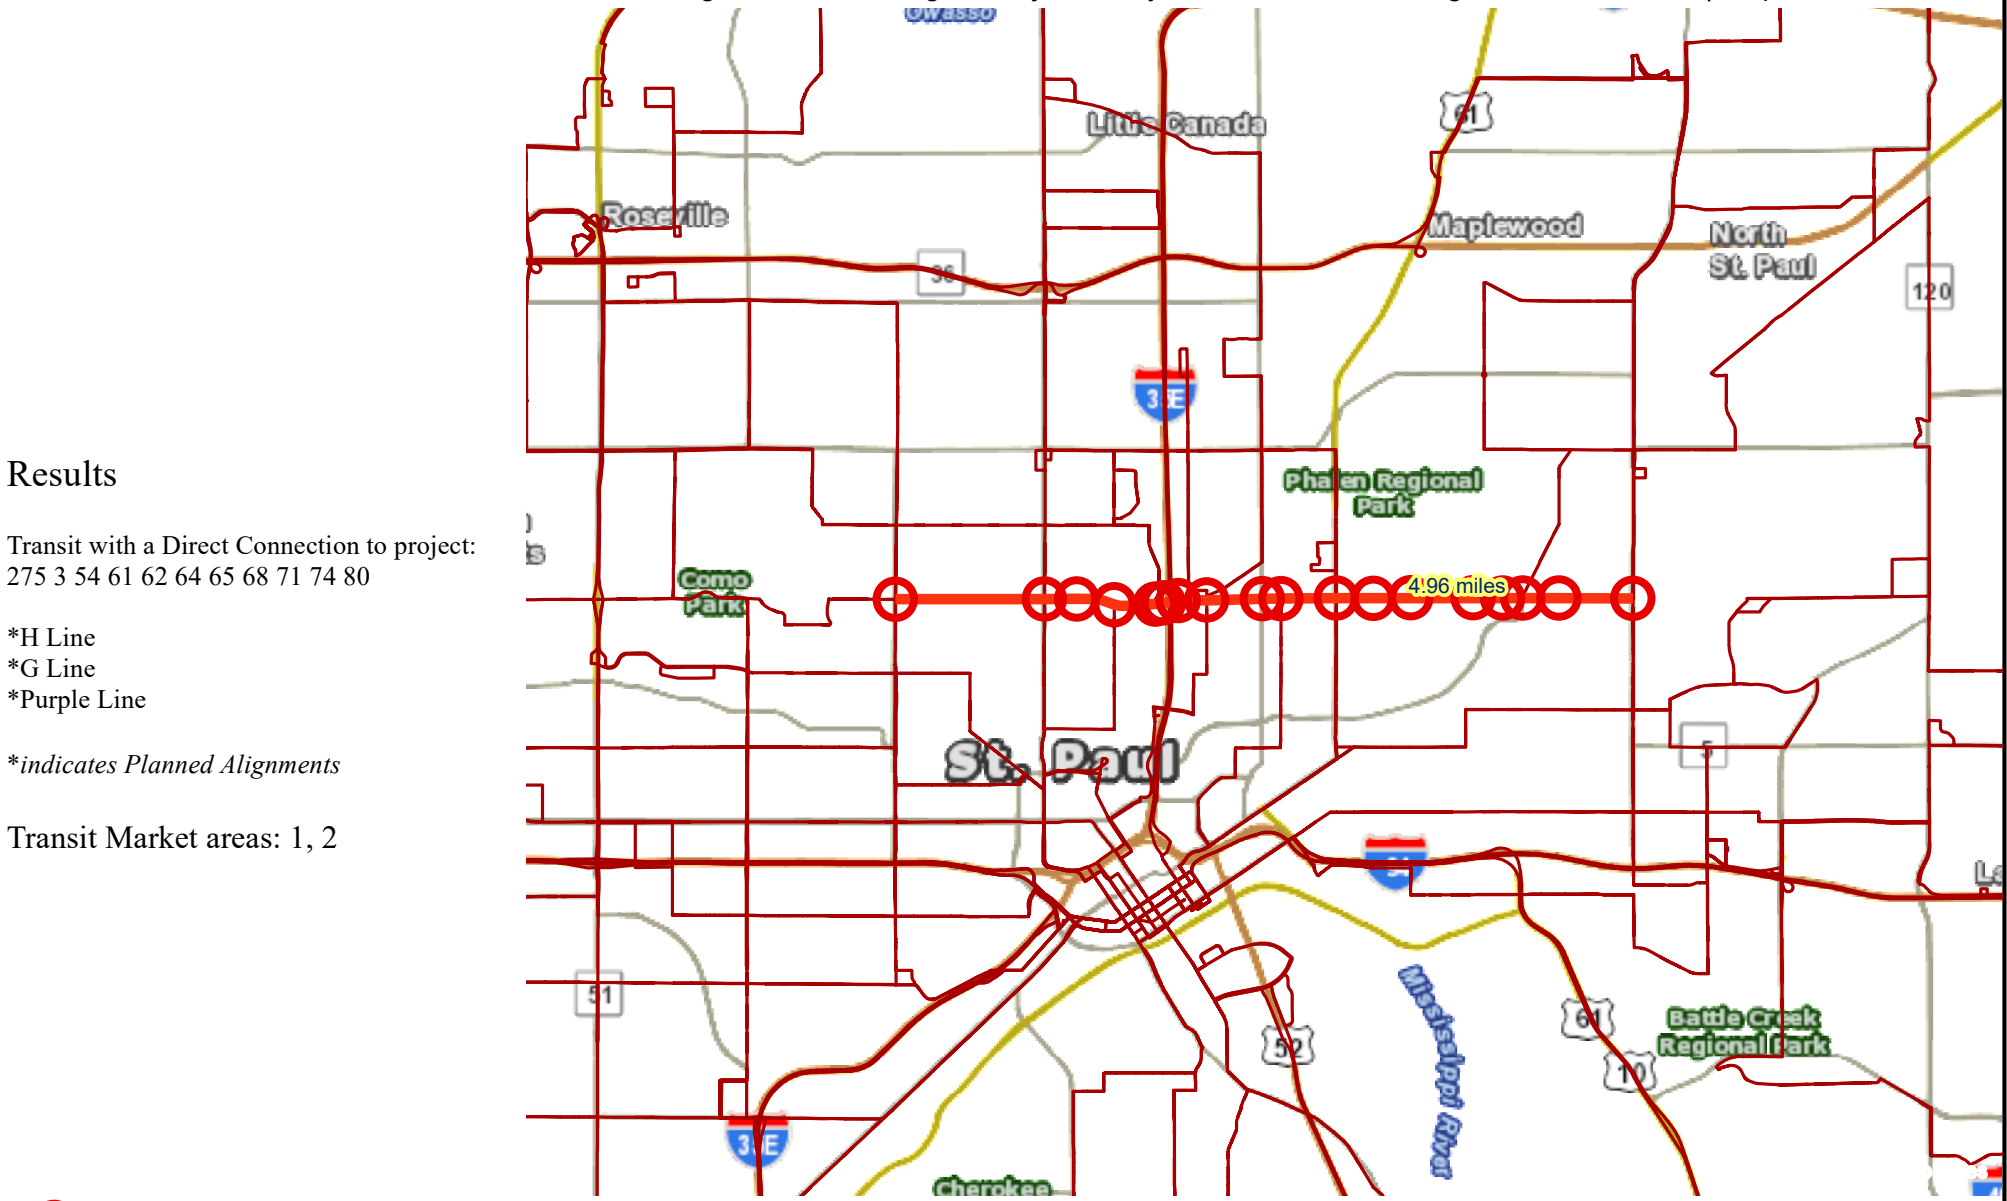 Results
Transit with a Direct Connection to project:
275 3 54 61 62 64 65 68 71 74 80
*H Line
*G Line
*Purple Line
*indicates Planned Alignments
Transit Market areas: 1, 2
Owasso
Little Canada
61
Roseville
Maplewood
North
St. Paul
36
120
35E
Phalen Regional
Park
Como
Park
4.96 miles
St. Paul
5
94
51
Mississippi River
61
Battle Creek
Regional Park
52
10
35E
Cherokee